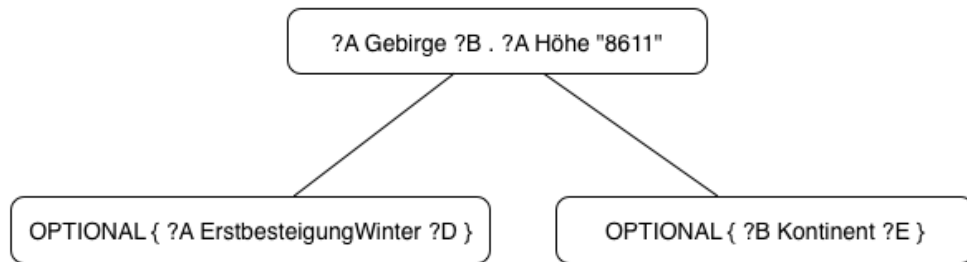 ?A Gebirge ?B . ?A Höhe "8611"
OPTIONAL { ?A ErstbesteigungWinter ?D }
OPTIONAL { ?B Kontinent ?E }